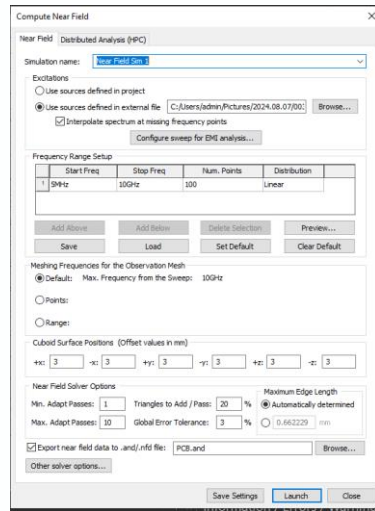 Compute Near Field
Near Field Distributed Analysis (HPC)
Simulation name: Near Field Sim 1
Excitations
Use sources defined in project
Use sources defined in external file C:/Users/admin/Pictures/2024.08.07/00 Browse...
Interpolate spectrum at missing frequency points
Configure sweep for EMI analysis...
Frequency Range Setup
Start Freq Stop Freq Num. Points Distribution
1 5MHz 10GHz 100 Linear
Add Above Add Below Delete Selection Preview...
Save Load Set Default Clear Default
Meshing Frequencies for the Observation Mesh
Default: Max. Frequency from the Sweep: 10GHz
Points:
Range:
Cuboid Surface Positions (Offset values in mm)
+x: 3 -x: 3 +y: 3 -y: 3 +z: 3 -z: 3
Near Field Solver Options
Maximum Edge Length
Min. Adapt Passes: 1 Triangles to Add / Pass: 20 % Automatically determined
Max. Adapt Passes: 10 Global Error Tolerance: 3 % 0.662229 mm
Export near field data to .and/.nfd file: PCB.and Browse...
Other solver options...
Save Settings Launch Close